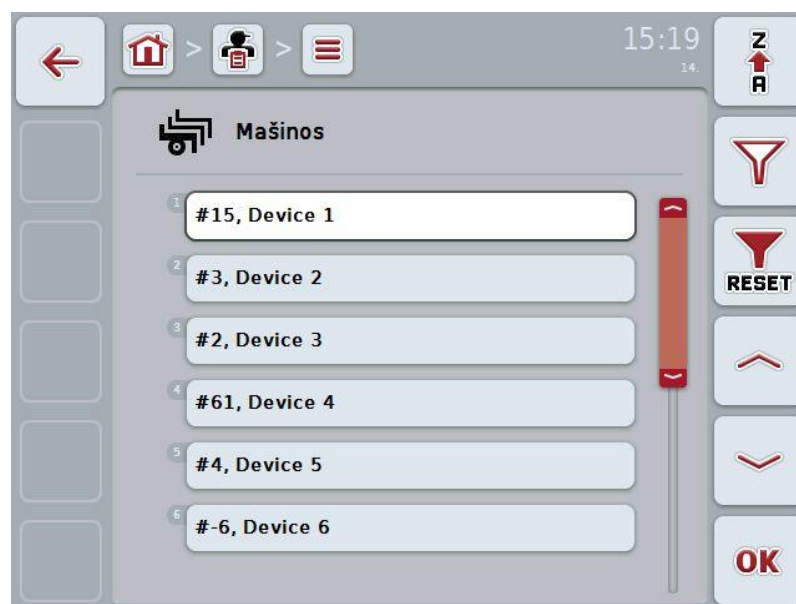 15:19
14.
Z
A
Mašinos
1
#15, Device 1
2
#3, Device 2
RESET
3
#2, Device 3
4
#61, Device 4
5
#4, Device 5
6
#-6, Device 6
OK